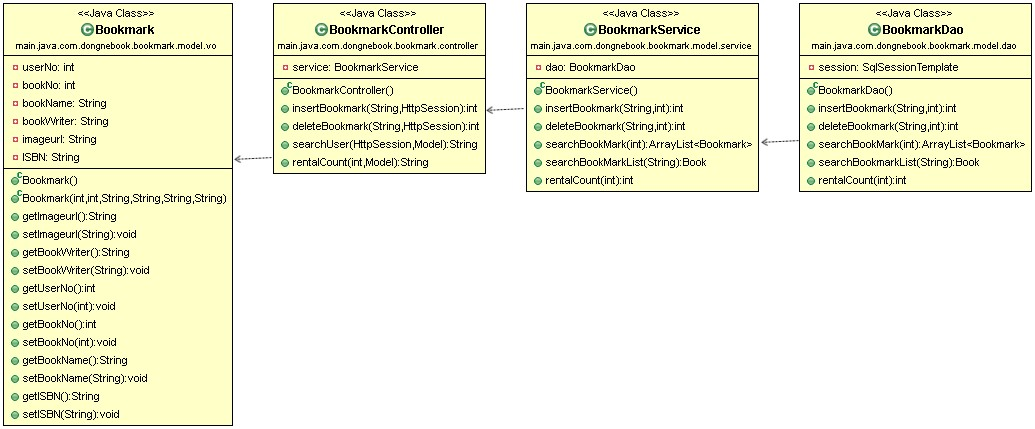 <<Java Class>>
Bookmark
main.java.com.dongnebook.bookmark.model.vo
userNo: int
bookNo: int
bookName: String
bookWriter: String
imageurl: String
ISBN: String
Bookmark()
Bookmark(int,int,String,String,String,String)
getImageurl():String
setImageurl(String):void
getBookWriter():String
setBookWriter(String):void
getUserNo():int
setUserNo(int):void
getBookNo():int
setBookNo(int):void
getBookName():String
setBookName(String):void
getISBN():String
setISBN(String):void
<<Java Class>>
BookmarkController
main.java.com.dongnebook.bookmark.controller
service: BookmarkService
BookmarkController()
insertBookmark(String,HttpSession):int
deleteBookmark(String,HttpSession):int
searchUser(HttpSession,Model):String
rentalCount(int,Model):String
<<Java Class>>
BookmarkService
main.java.com.dongnebook.bookmark.model.service
dao: BookmarkDao
BookmarkService()
insertBookmark(String,int):int
deleteBookmark(String,int):int
searchBookMark(int):ArrayList<Bookmark>
searchBookMarkList(String):Book
rentalCount(int):int
<<Java Class>>
BookmarkDao
main.java.com.dongnebook.bookmark.model.dao
session: SqlSessionTemplate
BookmarkDao()
insertBookmark(String,int):int
deleteBookmark(String,int):int
searchBookMark(int):ArrayList<Bookmark>
searchBookmarkList(String):Book
rentalCount(int):int